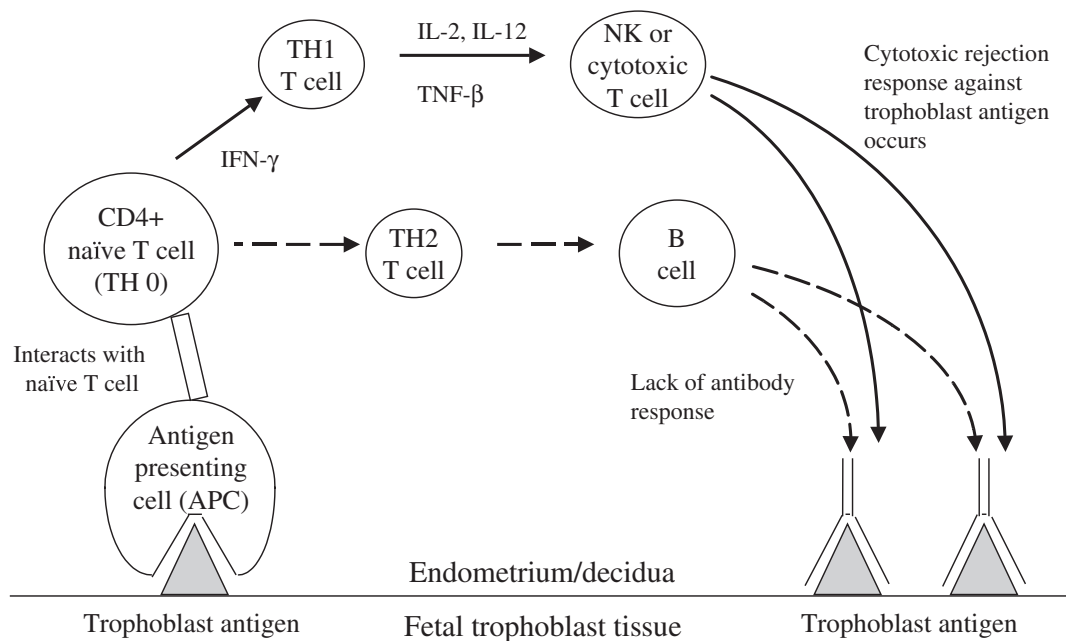 TH1
T cell
IL-2, IL-12
TNF-β
NK or
cytotoxic
T cell
Cytotoxic rejection
response against
trophoblast antigen
occurs
IFN-γ
CD4+
naïve T cell
(TH 0)
TH2
T cell
B
cell
Interacts with
naïve T cell
Lack of antibody
response
Antigen
presenting
cell (APC)
Endometrium/decidua
Trophoblast antigen
Fetal trophoblast tissue
Trophoblast antigen